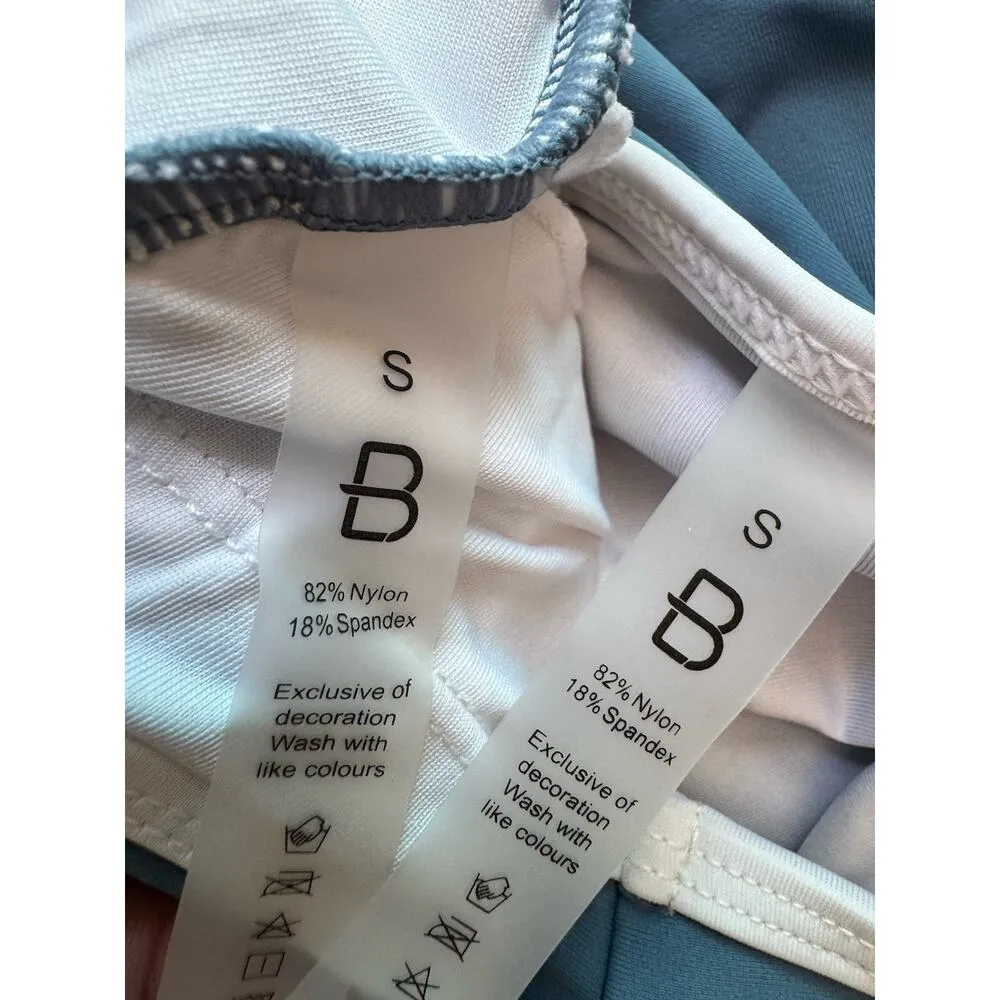 S
B
82% Nylon
18% Spandex
Exclusive of
decoration
Wash with
like colours
S
B
82% Nylon
18% Spandex
Exclusive of
decoration
Wash with
like colours